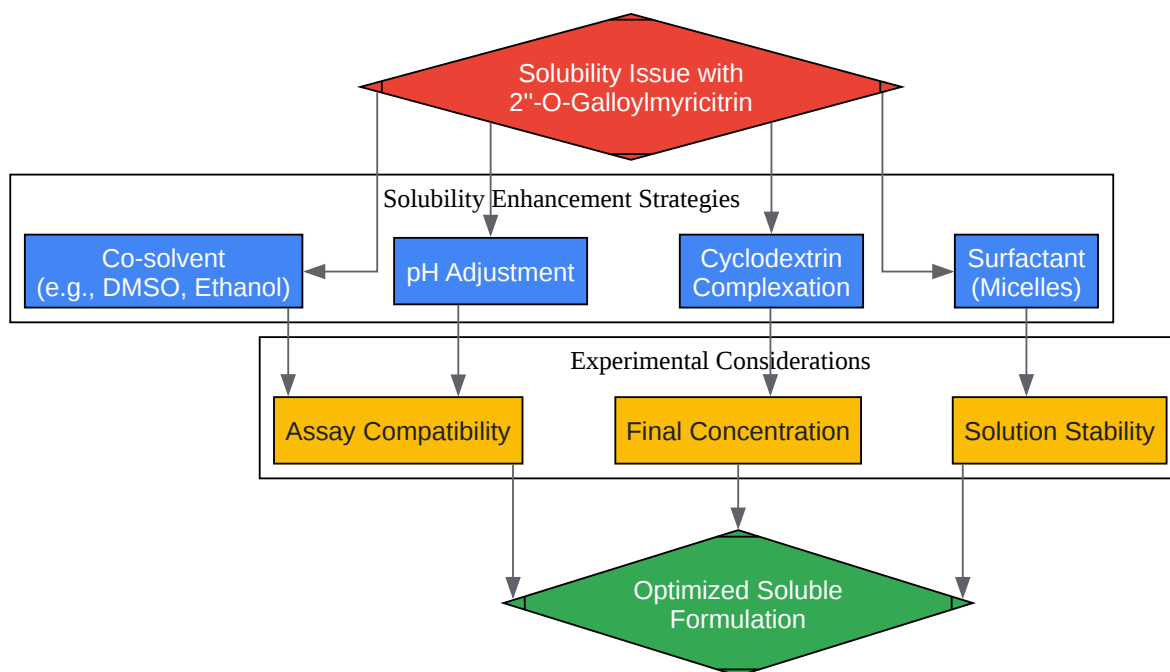 Solubility Issue with
2"-O-Galloylmyricitrin
Solubility Enhancement Strategies
Co-solvent
(e.g., DMSO, Ethanol)
pH Adjustment
Cyclodextrin
Complexation
Surfactant
(Micelles)
Experimental Considerations
Assay Compatibility
Final Concentration
Solution Stability
Optimized Soluble
Formulation